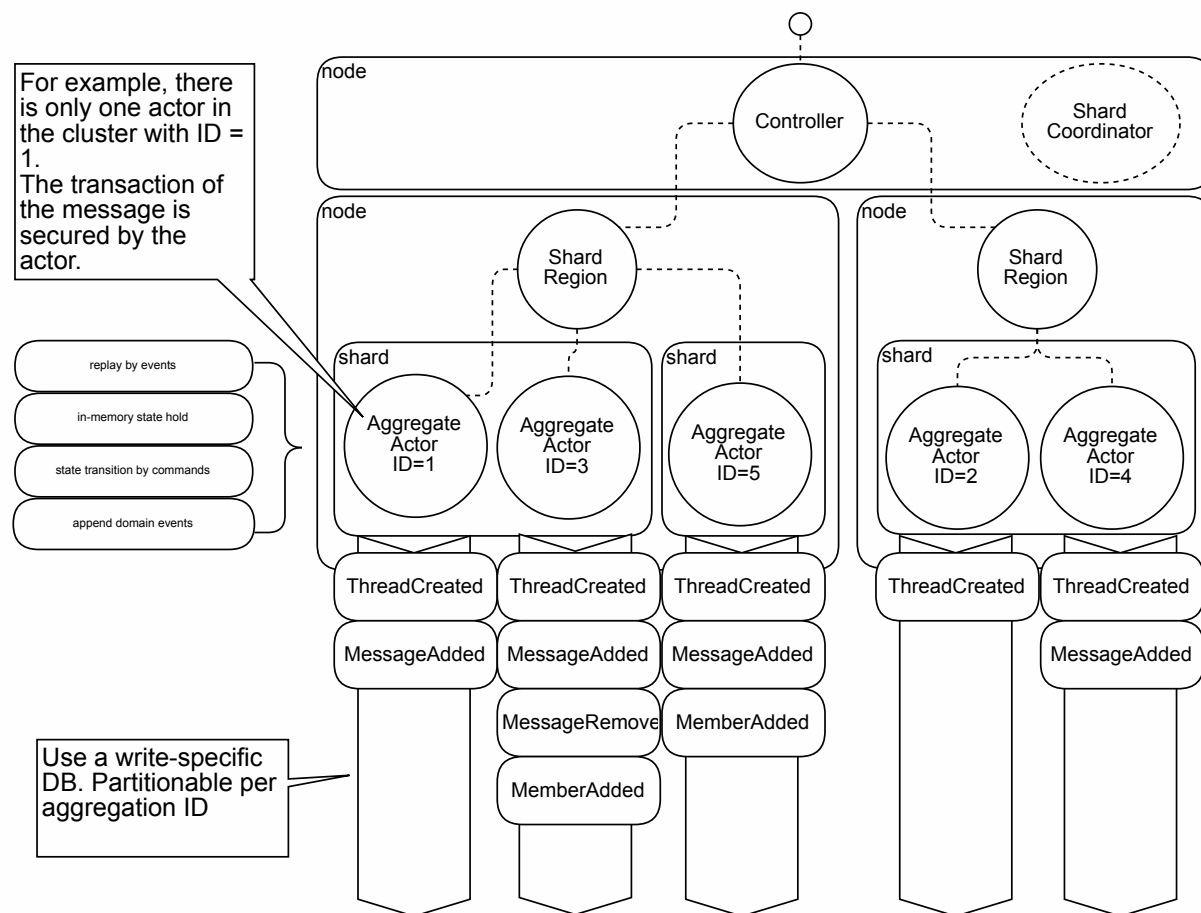 node
Controller
Shard
Coordinator
For example, there
is only one actor in
the cluster with ID =
1.
The transaction of
the message is
secured by the
actor.
node
Shard
Region
node
Shard
Region
replay by events
in-memory state hold
state transition by commands
append domain events
shard
Aggregate
Actor
ID=1
Aggregate
Actor
ID=3
shard
Aggregate
Actor
ID=5
shard
Aggregate
Actor
ID=2
Aggregate
Actor
ID=4
ThreadCreated
ThreadCreated
ThreadCreated
ThreadCreated
ThreadCreated
MessageAdded
MessageAdded
MessageAdded
MessageAdded
MessageRemove
MemberAdded
MemberAdded
Use a write-specific
DB. Partitionable per
aggregation ID